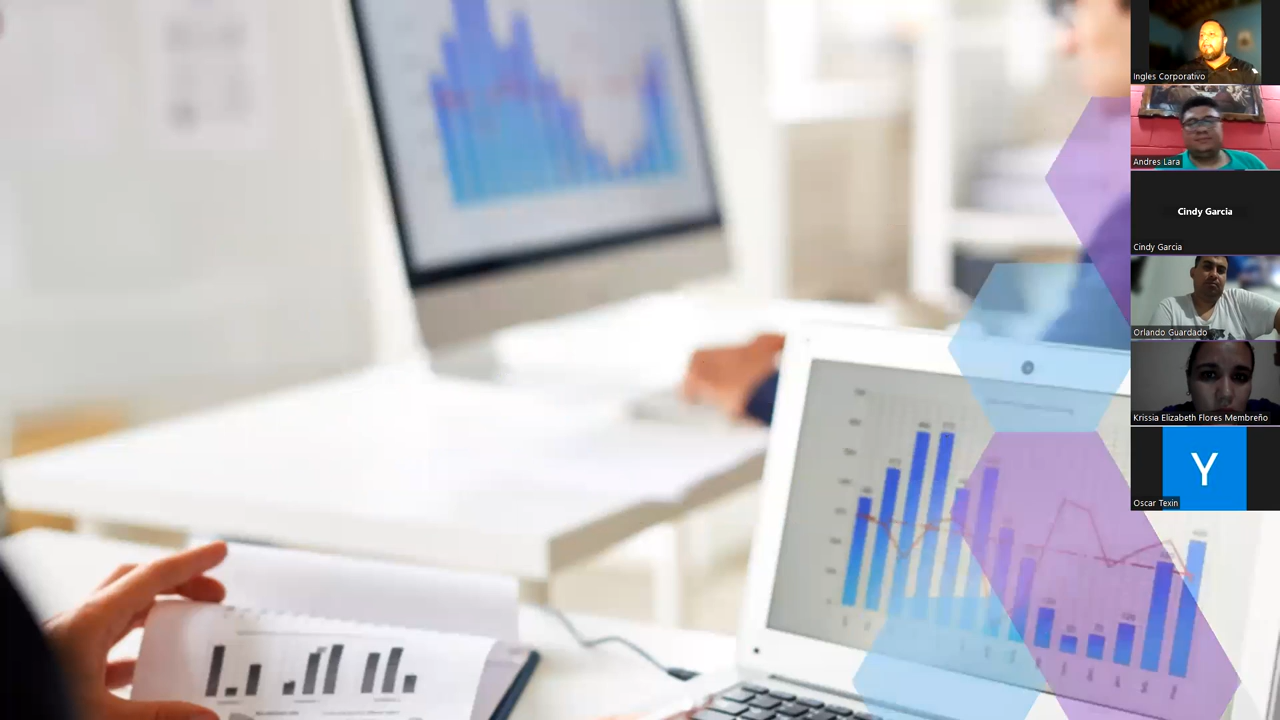 Ingles Corporativo
Andres Lara
Cindy Garcia
Cindy Garcia
Orlando Guardado
Krissia Elizabeth Flores Membreño
Y
Oscar Texin